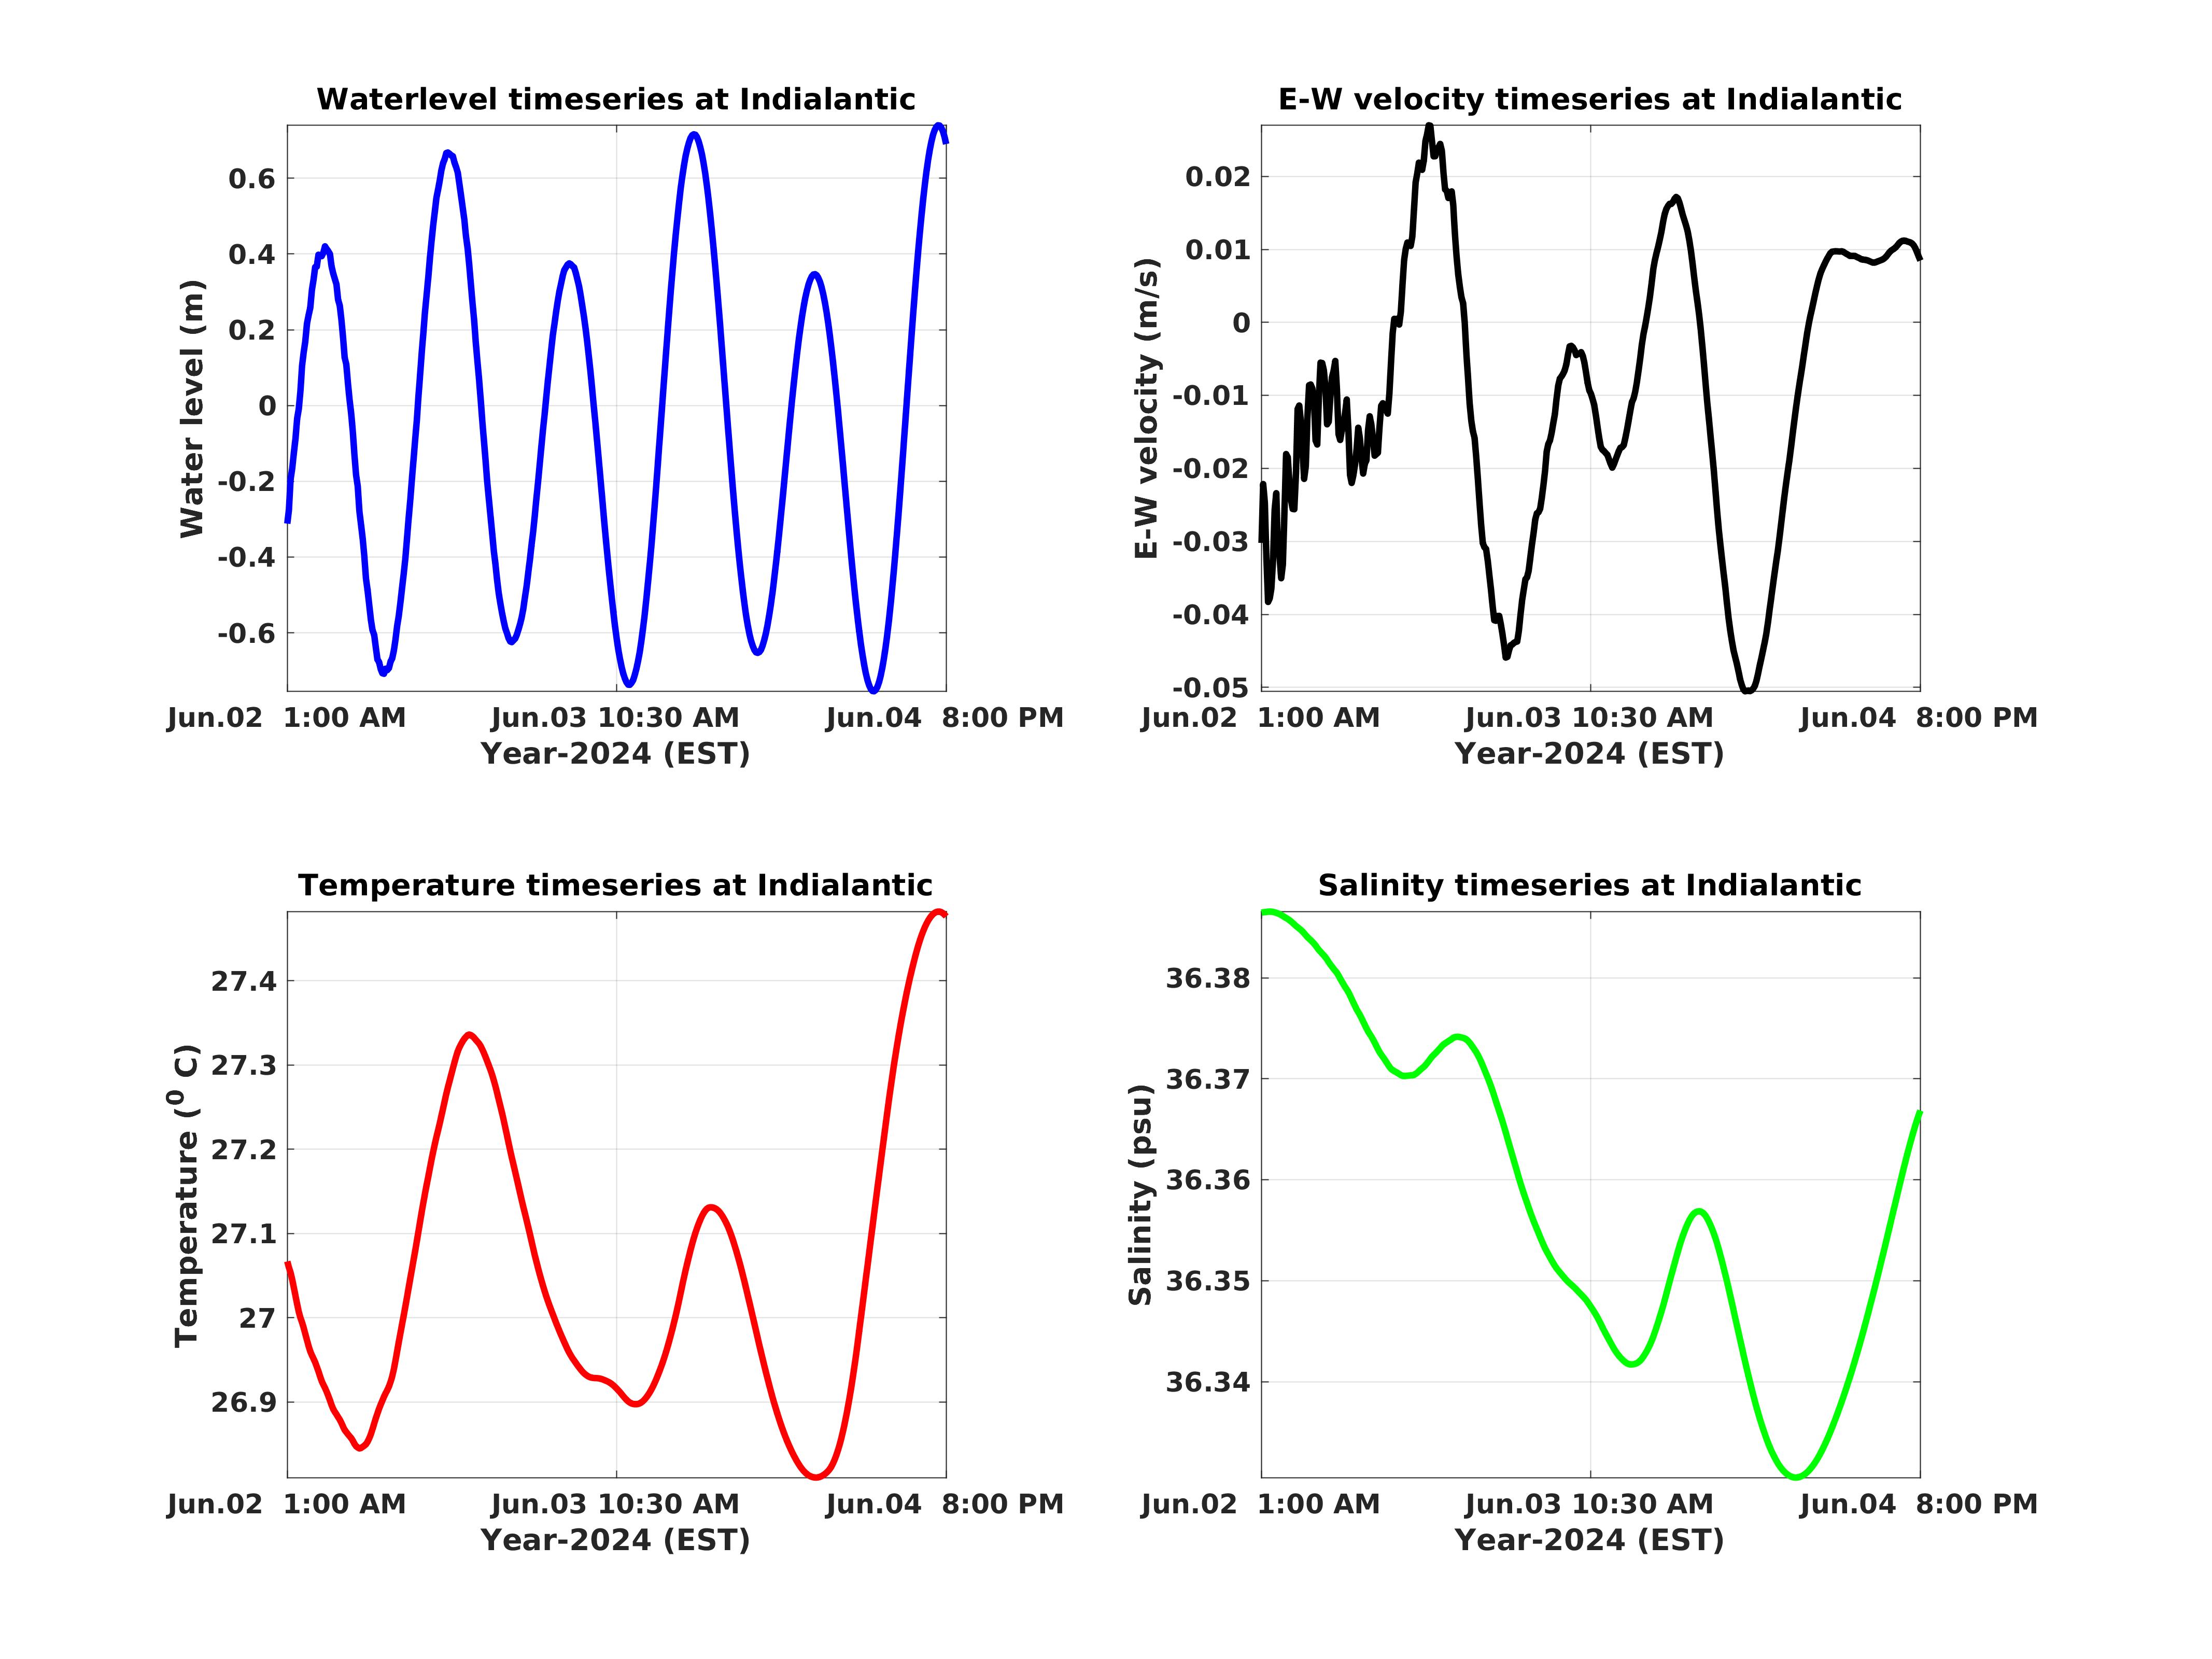 Waterlevel timeseries at Indialantic
0.6
0.4
0.2
0
-0.2
-0.4
-0.6
Water level (m)
Jun.02 1:00 AM Jun.03 10:30 AM Jun.04 8:00 PM
Year-2024 (EST)
E-W velocity timeseries at Indialantic
0.02
0.01
0
-0.01
-0.02
-0.03
-0.04
-0.05
E-W velocity (m/s)
Jun.02 1:00 AM Jun.03 10:30 AM Jun.04 8:00 PM
Year-2024 (EST)
Temperature timeseries at Indialantic
27.4
27.3
27.2
27.1
27
26.9
Temperature (⁰ C)
Jun.02 1:00 AM Jun.03 10:30 AM Jun.04 8:00 PM
Year-2024 (EST)
Salinity timeseries at Indialantic
36.38
36.37
36.36
36.35
36.34
Salinity (psu)
Jun.02 1:00 AM Jun.03 10:30 AM Jun.04 8:00 PM
Year-2024 (EST)